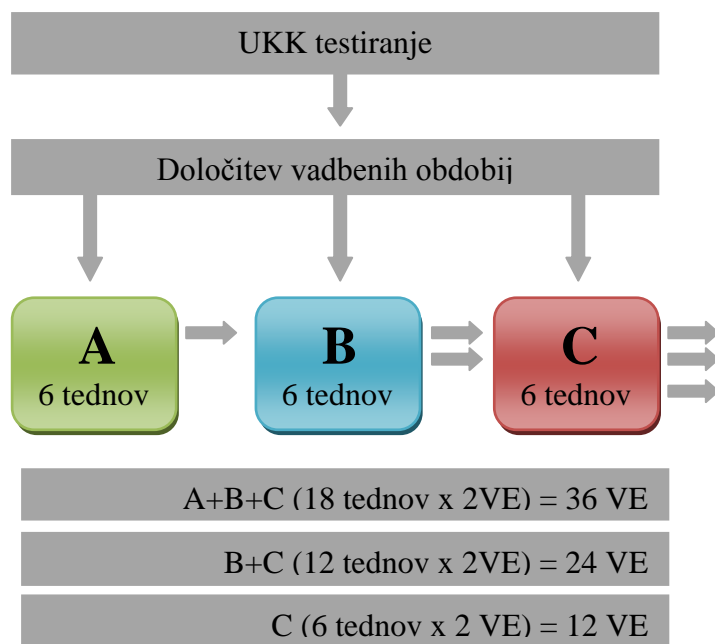 UKK testiranje
Določitev vadbenih obdobij
A
6 tednov
B
6 tednov
C
6 tednov
A+B+C (18 tednov x 2VE) = 36 VE
B+C (12 tednov x 2VE) = 24 VE
C (6 tednov x 2 VE) = 12 VE